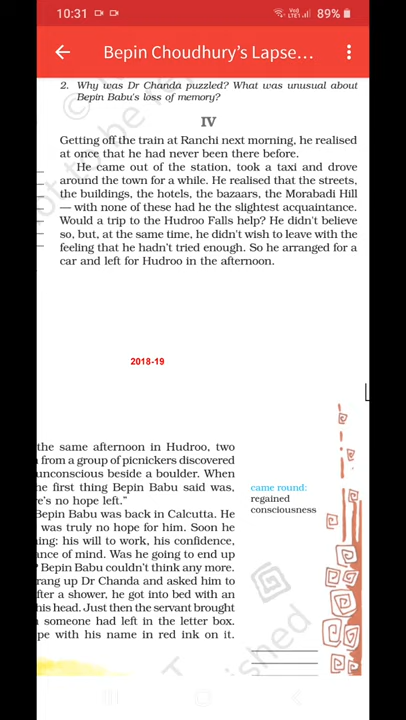 10:31
Vo) LTE1 89%
Bepin Choudhury's Lapse...
2. Why was Dr Chanda puzzled? What was unusual about
Bepin Babu's loss of memory?
IV
Getting off the train at Ranchi next morning, he realised
at once that he had never been there before.
He came out of the station, took a taxi and drove
around the town for a while. He realised that the streets,
the buildings, the hotels, the bazaars, the Morabadi Hill
— with none of these had he the slightest acquaintance.
Would a trip to the Hudroo Falls help? He didn't believe
so, but, at the same time, he didn't wish to leave with the
feeling that he hadn't tried enough. So he arranged for a
car and left for Hudroo in the afternoon.
2018-19
the same afternoon in Hudroo, two
from a group of picnickers discovered
unconscious beside a boulder. When
he first thing Bepin Babu said was,
re's no hope left."
Bepin Babu was back in Calcutta. He
was truly no hope for him. Soon he
ing: his will to work, his confidence,
ance of mind. Was he going to end up
? Bepin Babu couldn't think any more.
rang up Dr Chanda and asked him to
fter a shower, he got into bed with an
his head. Just then the servant brought
someone had left in the letter box.
pe with his name in red ink on it.
came round:
regained
consciousness